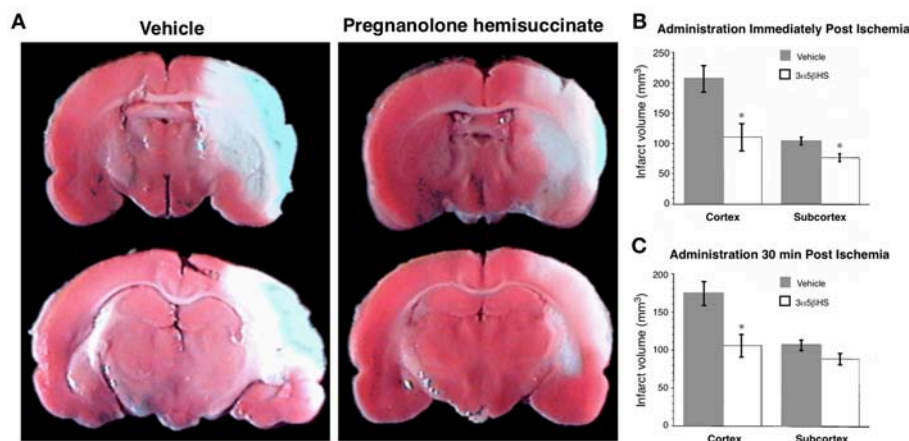 A
Vehicle
Pregnanolone hemisuccinate
B
Administration Immediately Post Ischemia
Infarct volume (mm³)
250
200
150
100
50
0
Vehicle
3α5βHS
*
*
Cortex
Subcortex
C
Administration 30 min Post Ischemia
Infarct volume (mm³)
200
150
100
50
0
Vehicle
3α5βHS
*
Cortex
Subcortex